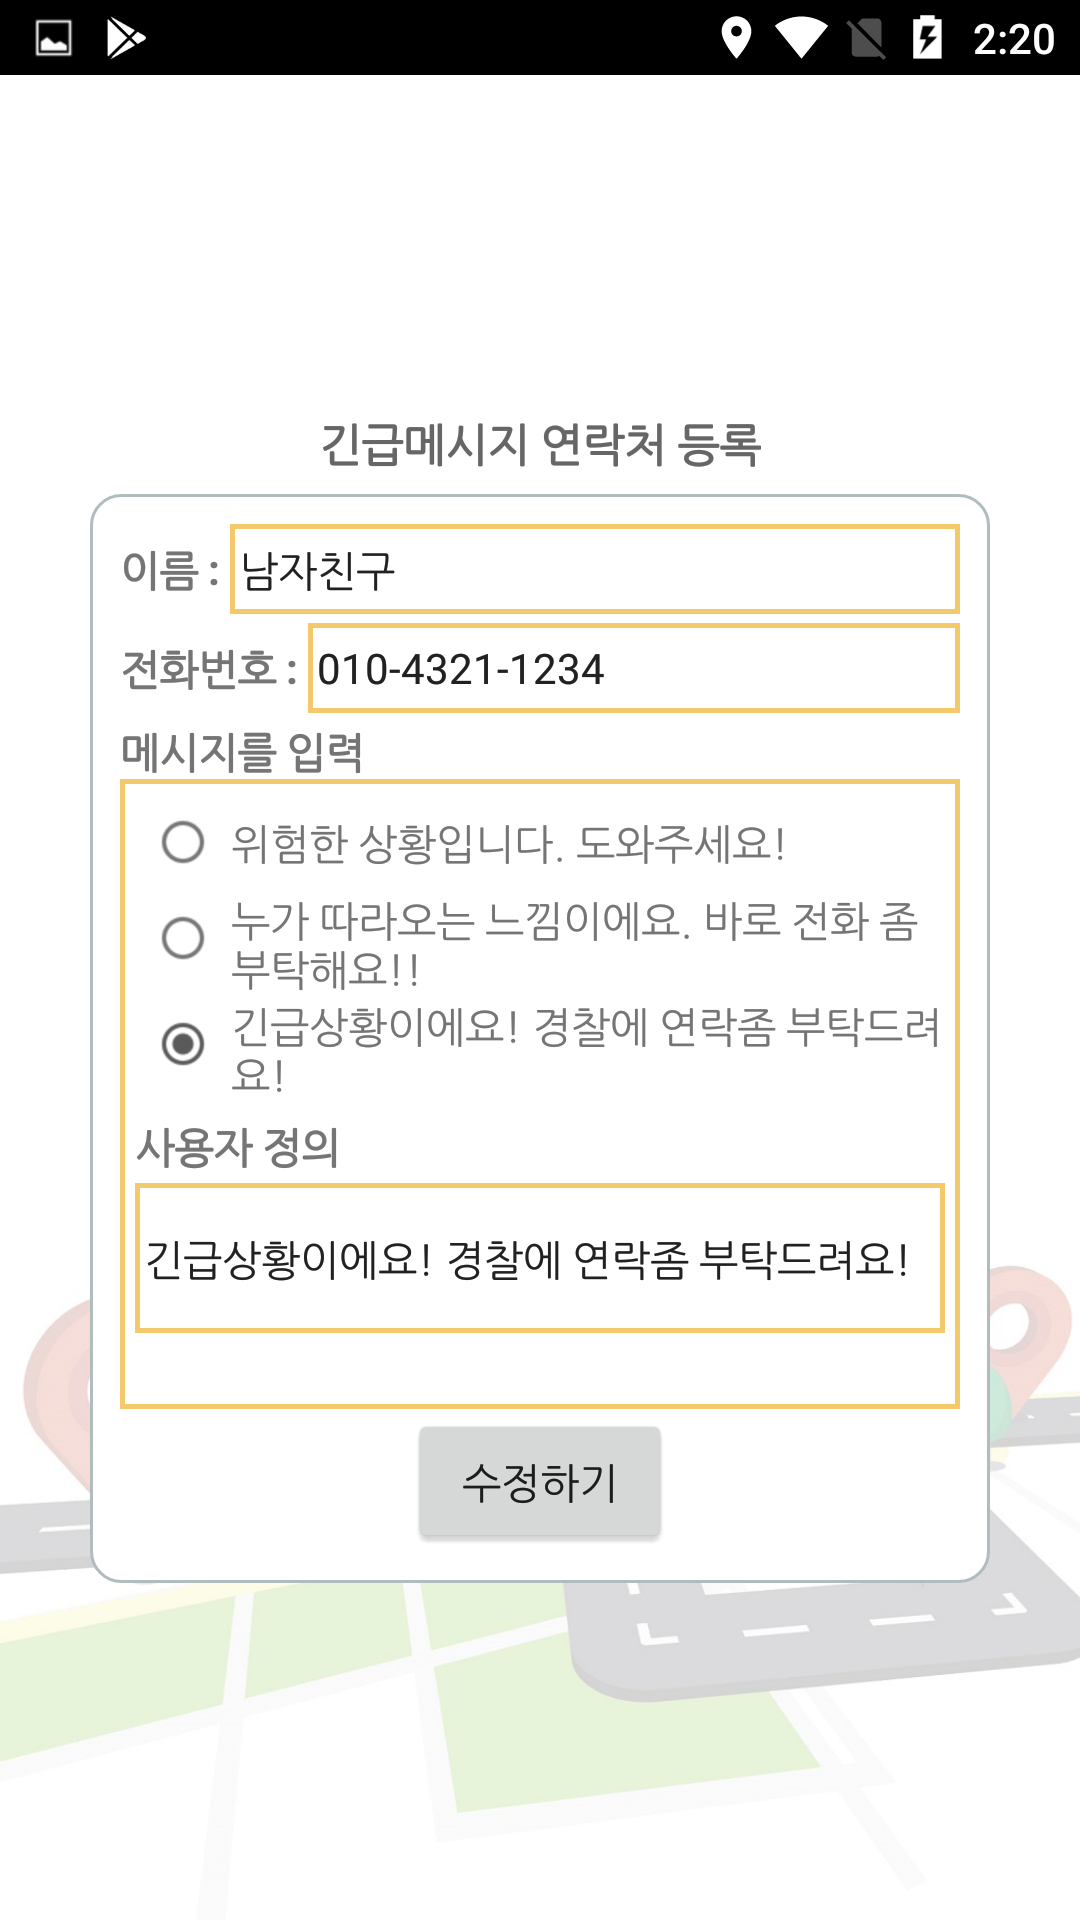 2:20
긴급메시지 연락처 등록
이름 : 남자친구
전화번호 : 010-4321-1234
메시지를 입력
위험한 상황입니다. 도와주세요!
누가 따라오는 느낌이에요. 바로 전화 좀
부탁해요!!
긴급상황이에요! 경찰에 연락좀 부탁드려
요!
사용자 정의
긴급상황이에요! 경찰에 연락좀 부탁드려요!
수정하기